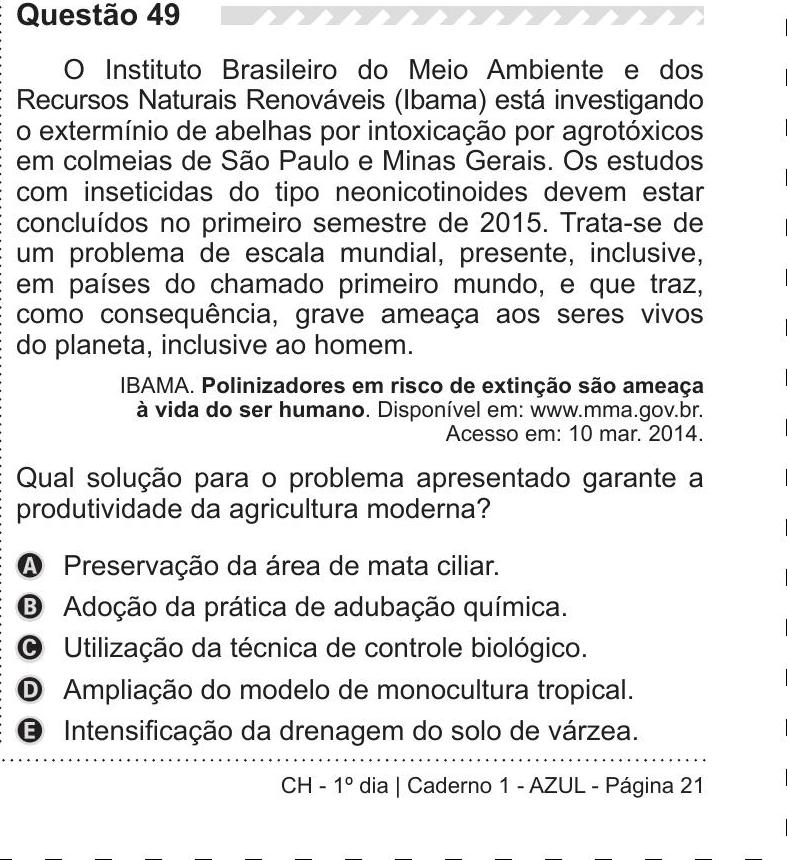 Questão 49
O Instituto Brasileiro do Meio Ambiente e dos
Recursos Naturais Renováveis (Ibama) está investigando
o extermínio de abelhas por intoxicação por agrotóxicos
em colmeias de São Paulo e Minas Gerais. Os estudos
com inseticidas do tipo neonicotinoides devem estar
concluídos no primeiro semestre de 2015. Trata-se de
um problema de escala mundial, presente, inclusive,
em países do chamado primeiro mundo, e que traz,
como consequência, grave ameaça aos seres vivos
do planeta, inclusive ao homem.
IBAMA. Polinizadores em risco de extinção são ameaça
à vida do ser humano. Disponível em: www.mma.gov.br.
Acesso em: 10 mar. 2014.
Qual solução para o problema apresentado garante a
produtividade da agricultura moderna?
A Preservação da área de mata ciliar.
B Adoção da prática de adubação química.
C Utilização da técnica de controle biológico.
D Ampliação do modelo de monocultura tropical.
E Intensificação da drenagem do solo de várzea.
CH - 1º dia | Caderno 1 - AZUL - Página 21